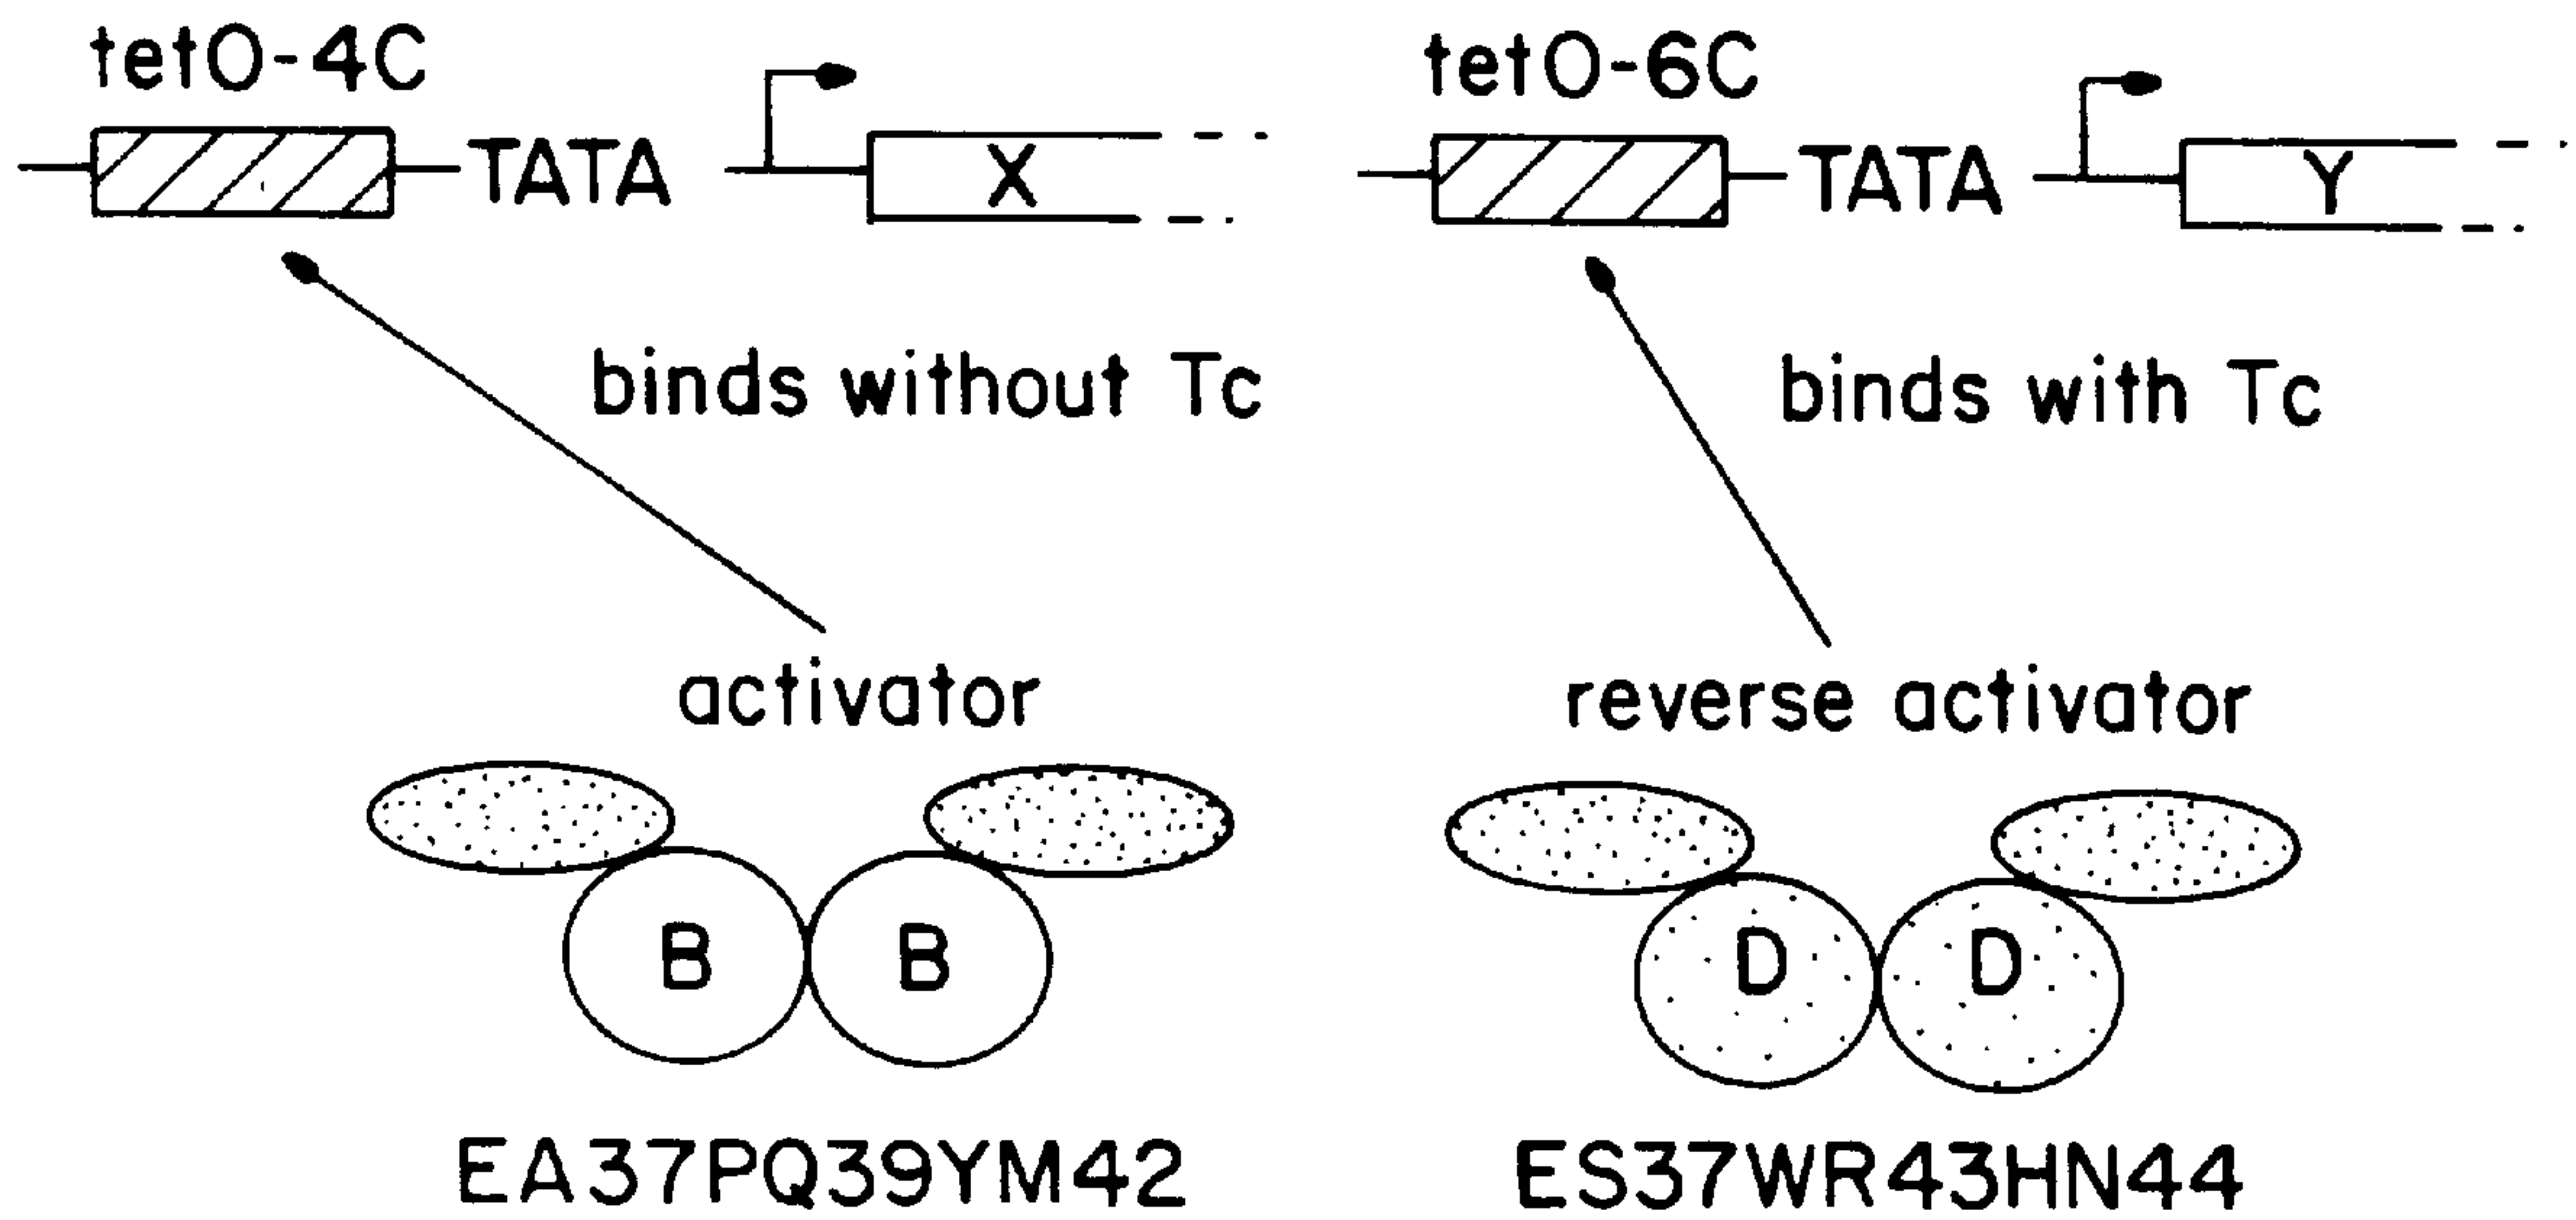 tetO-4C
TATA
X
tetO-6C
TATA
Y
binds without Tc
binds with Tc
activator
reverse activator
B B
D D
EA37PQ39YM42
ES37WR43HN44